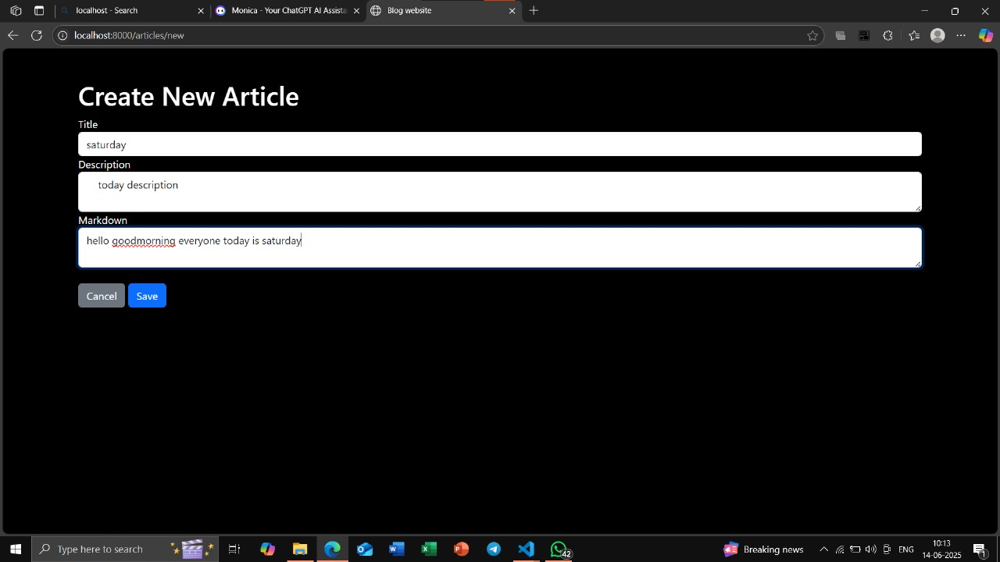 localhost - Search
Monica - Your ChatGPT AI Assista
Blog website
localhost:8000/articles/new
Create New Article
Title
saturday
Description
today description
Markdown
hello goodmorning everyone today is saturday
Cancel Save
Type here to search
42
Breaking news
ENG
10:13
14-06-2025
1